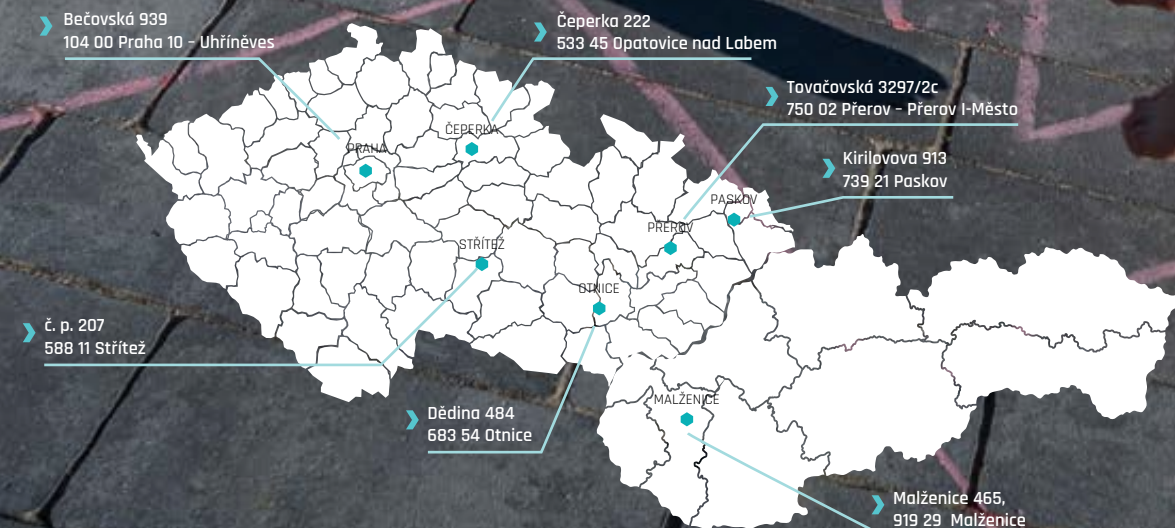 Bečovská 939
104 00 Praha 10 – Uhříněves
Čeperka 222
533 45 Opatovice nad Labem
Tovačovská 3297/2c
750 02 Přerov – Přerov I-Město
Kirilovova 913
739 21 Paskov
ČEPERKA
PRAHA
PASKOV
PŘEROV
STŘÍTEŽ
OTNICE
č. p. 207
588 11 Střítež
MALŽENICE
Dědina 484
683 54 Otnice
Malženice 465,
919 29 Malženice